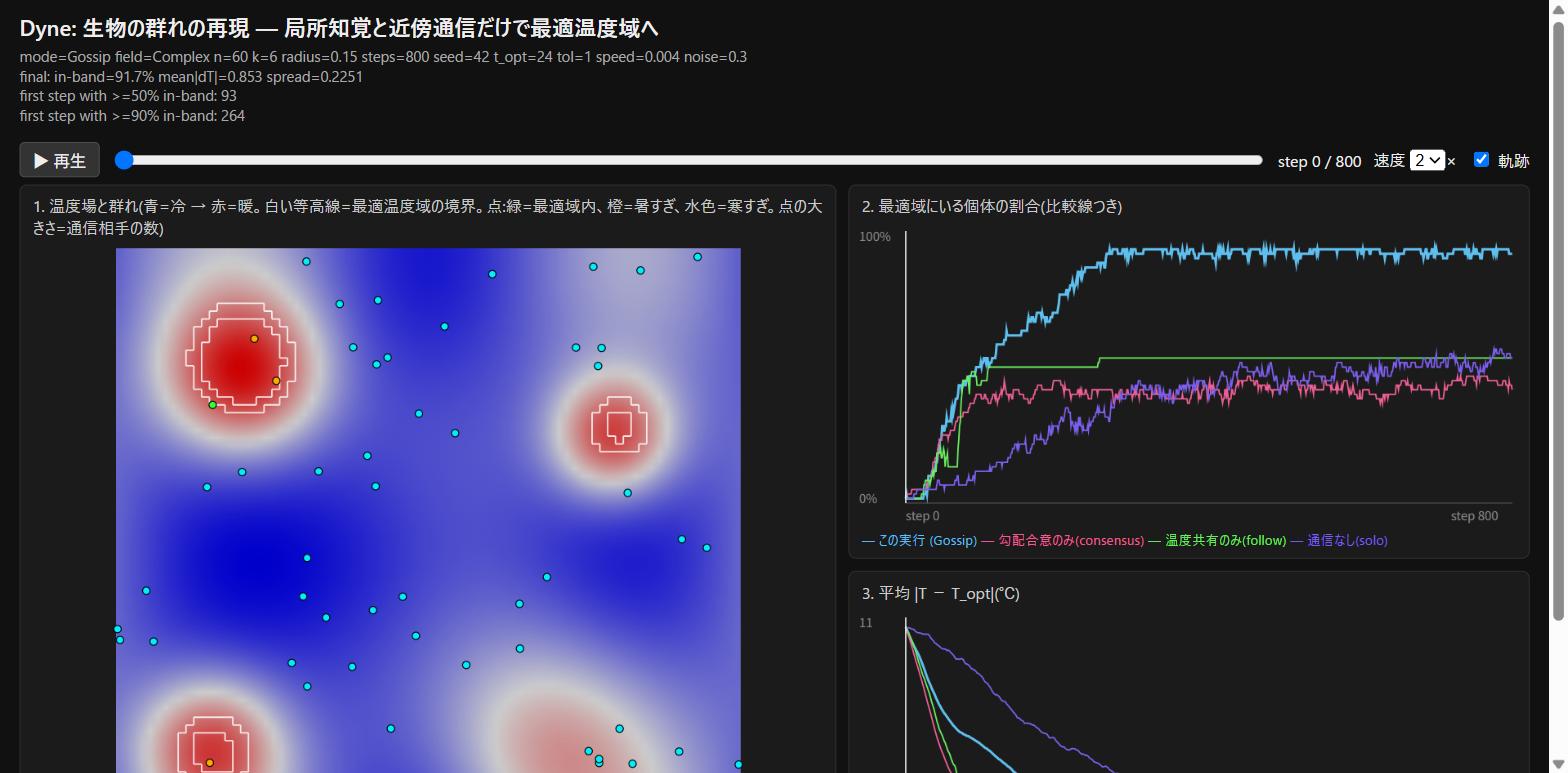 Dyne: 生物の群れの再現 — 局所知覚と近傍通信だけで最適温度域へ
mode=Gossip field=Complex n=60 k=6 radius=0.15 steps=800 seed=42 t_opt=24 tol=1 speed=0.004 noise=0.3
final: in-band=91.7% mean|dT|=0.853 spread=0.2251
first step with >=50% in-band: 93
first step with >=90% in-band: 264
▶ 再生
step 0 / 800 速度 2 × 軌跡
1. 温度場と群れ(青=冷 → 赤=暖。白い等高線=最適温度域の境界。点:緑=最適域内、橙=暑すぎ、水色=寒すぎ。点の大
きさ=通信相手の数)
2. 最適域にいる個体の割合(比較線つき)
100%
0%
step 0
step 800
— この実行 (Gossip) — 勾配合意のみ(consensus) — 温度共有のみ(follow) — 通信なし(solo)
3. 平均 |T − T_opt|(°C)
11